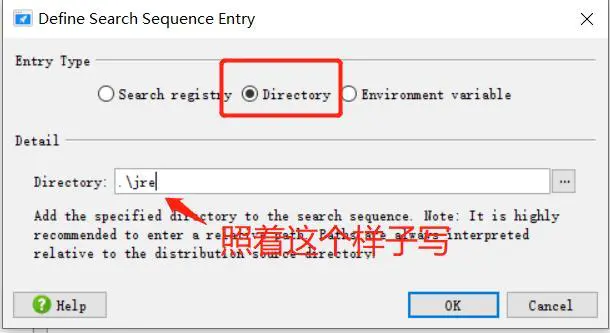 Define Search Sequence Entry
Entry Type
Search registry Directory Environment variable
Detail
Directory: .\jre ...
Add the specified directory to the search sequence. Note: It is highly
照着这个样子写
recommended to enter a relative path. Paths are always interpreted
relative to the distribution source directory.
Help OK Cancel